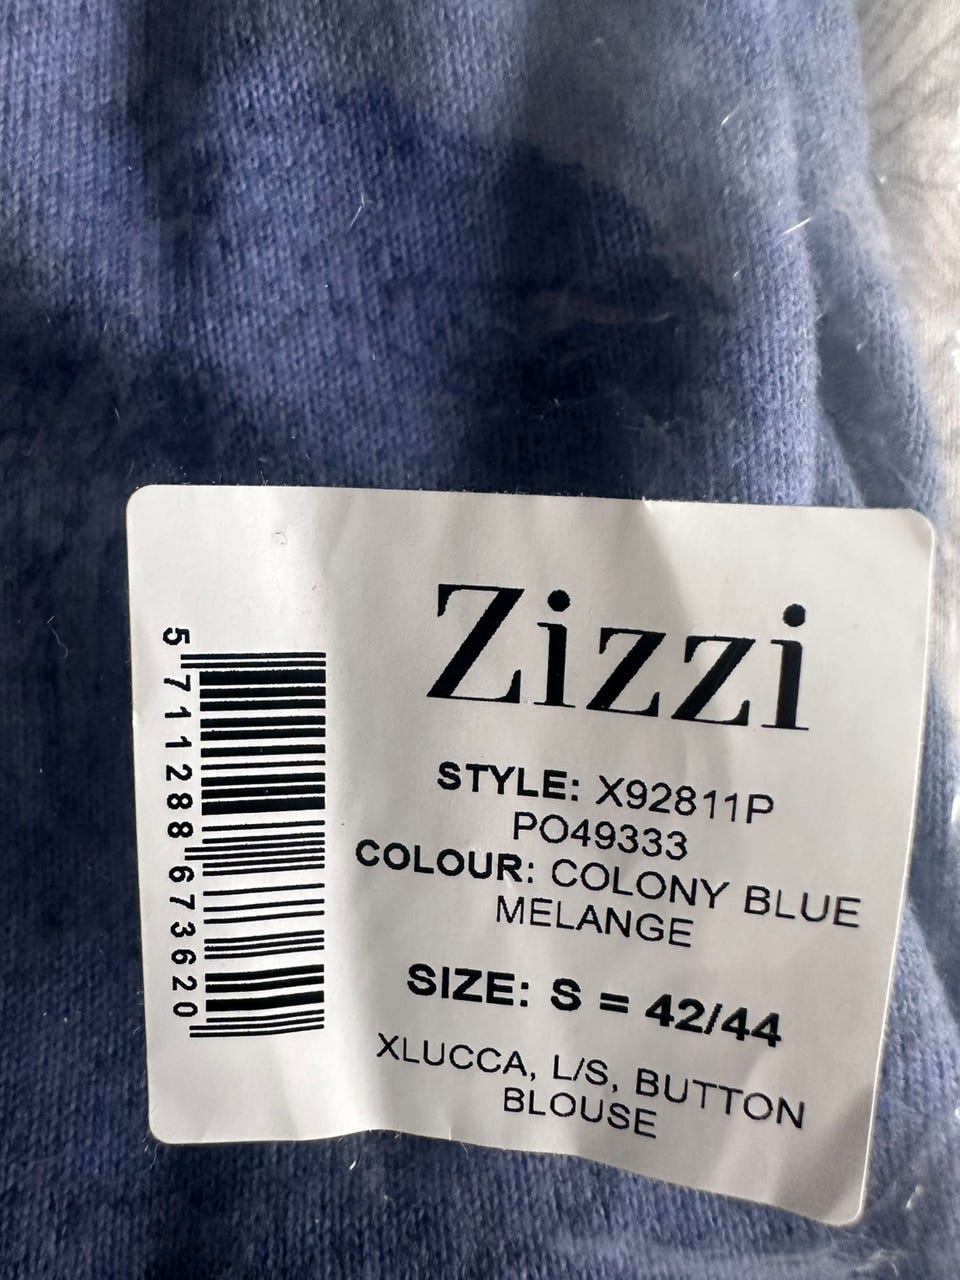 Zizzi
STYLE: X92811P
PO49333
COLOUR: COLONY BLUE
MELANGE
SIZE: S = 42/44
XLUCCA, L/S, BUTTON
BLOUSE
5 711288 673620